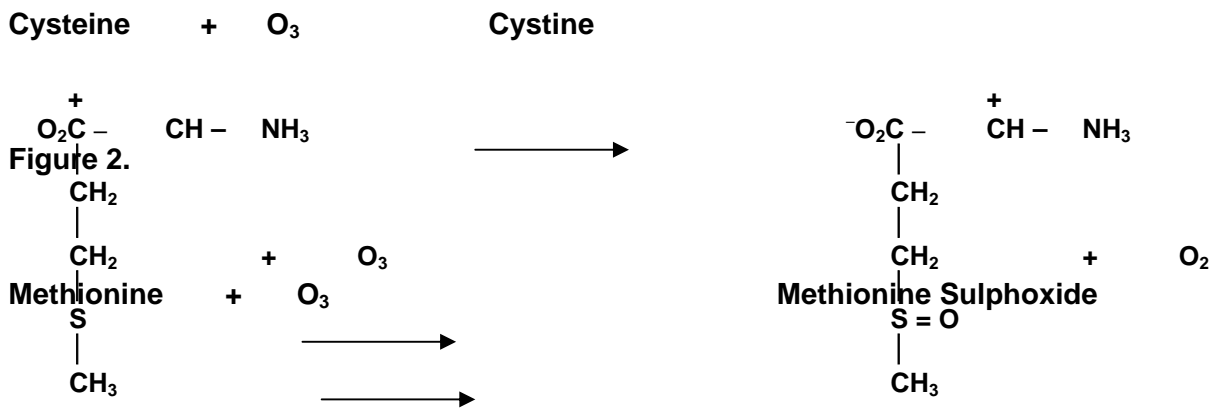 Cysteine + O₃ Cystine
+ +
O₂C – CH – NH₃ ⁻O₂C – CH – NH₃
Figure 2.
CH₂ CH₂
CH₂ + O₃ CH₂ + O₂
Methionine + O₃ Methionine Sulphoxide
S S = O
CH₃ CH₃